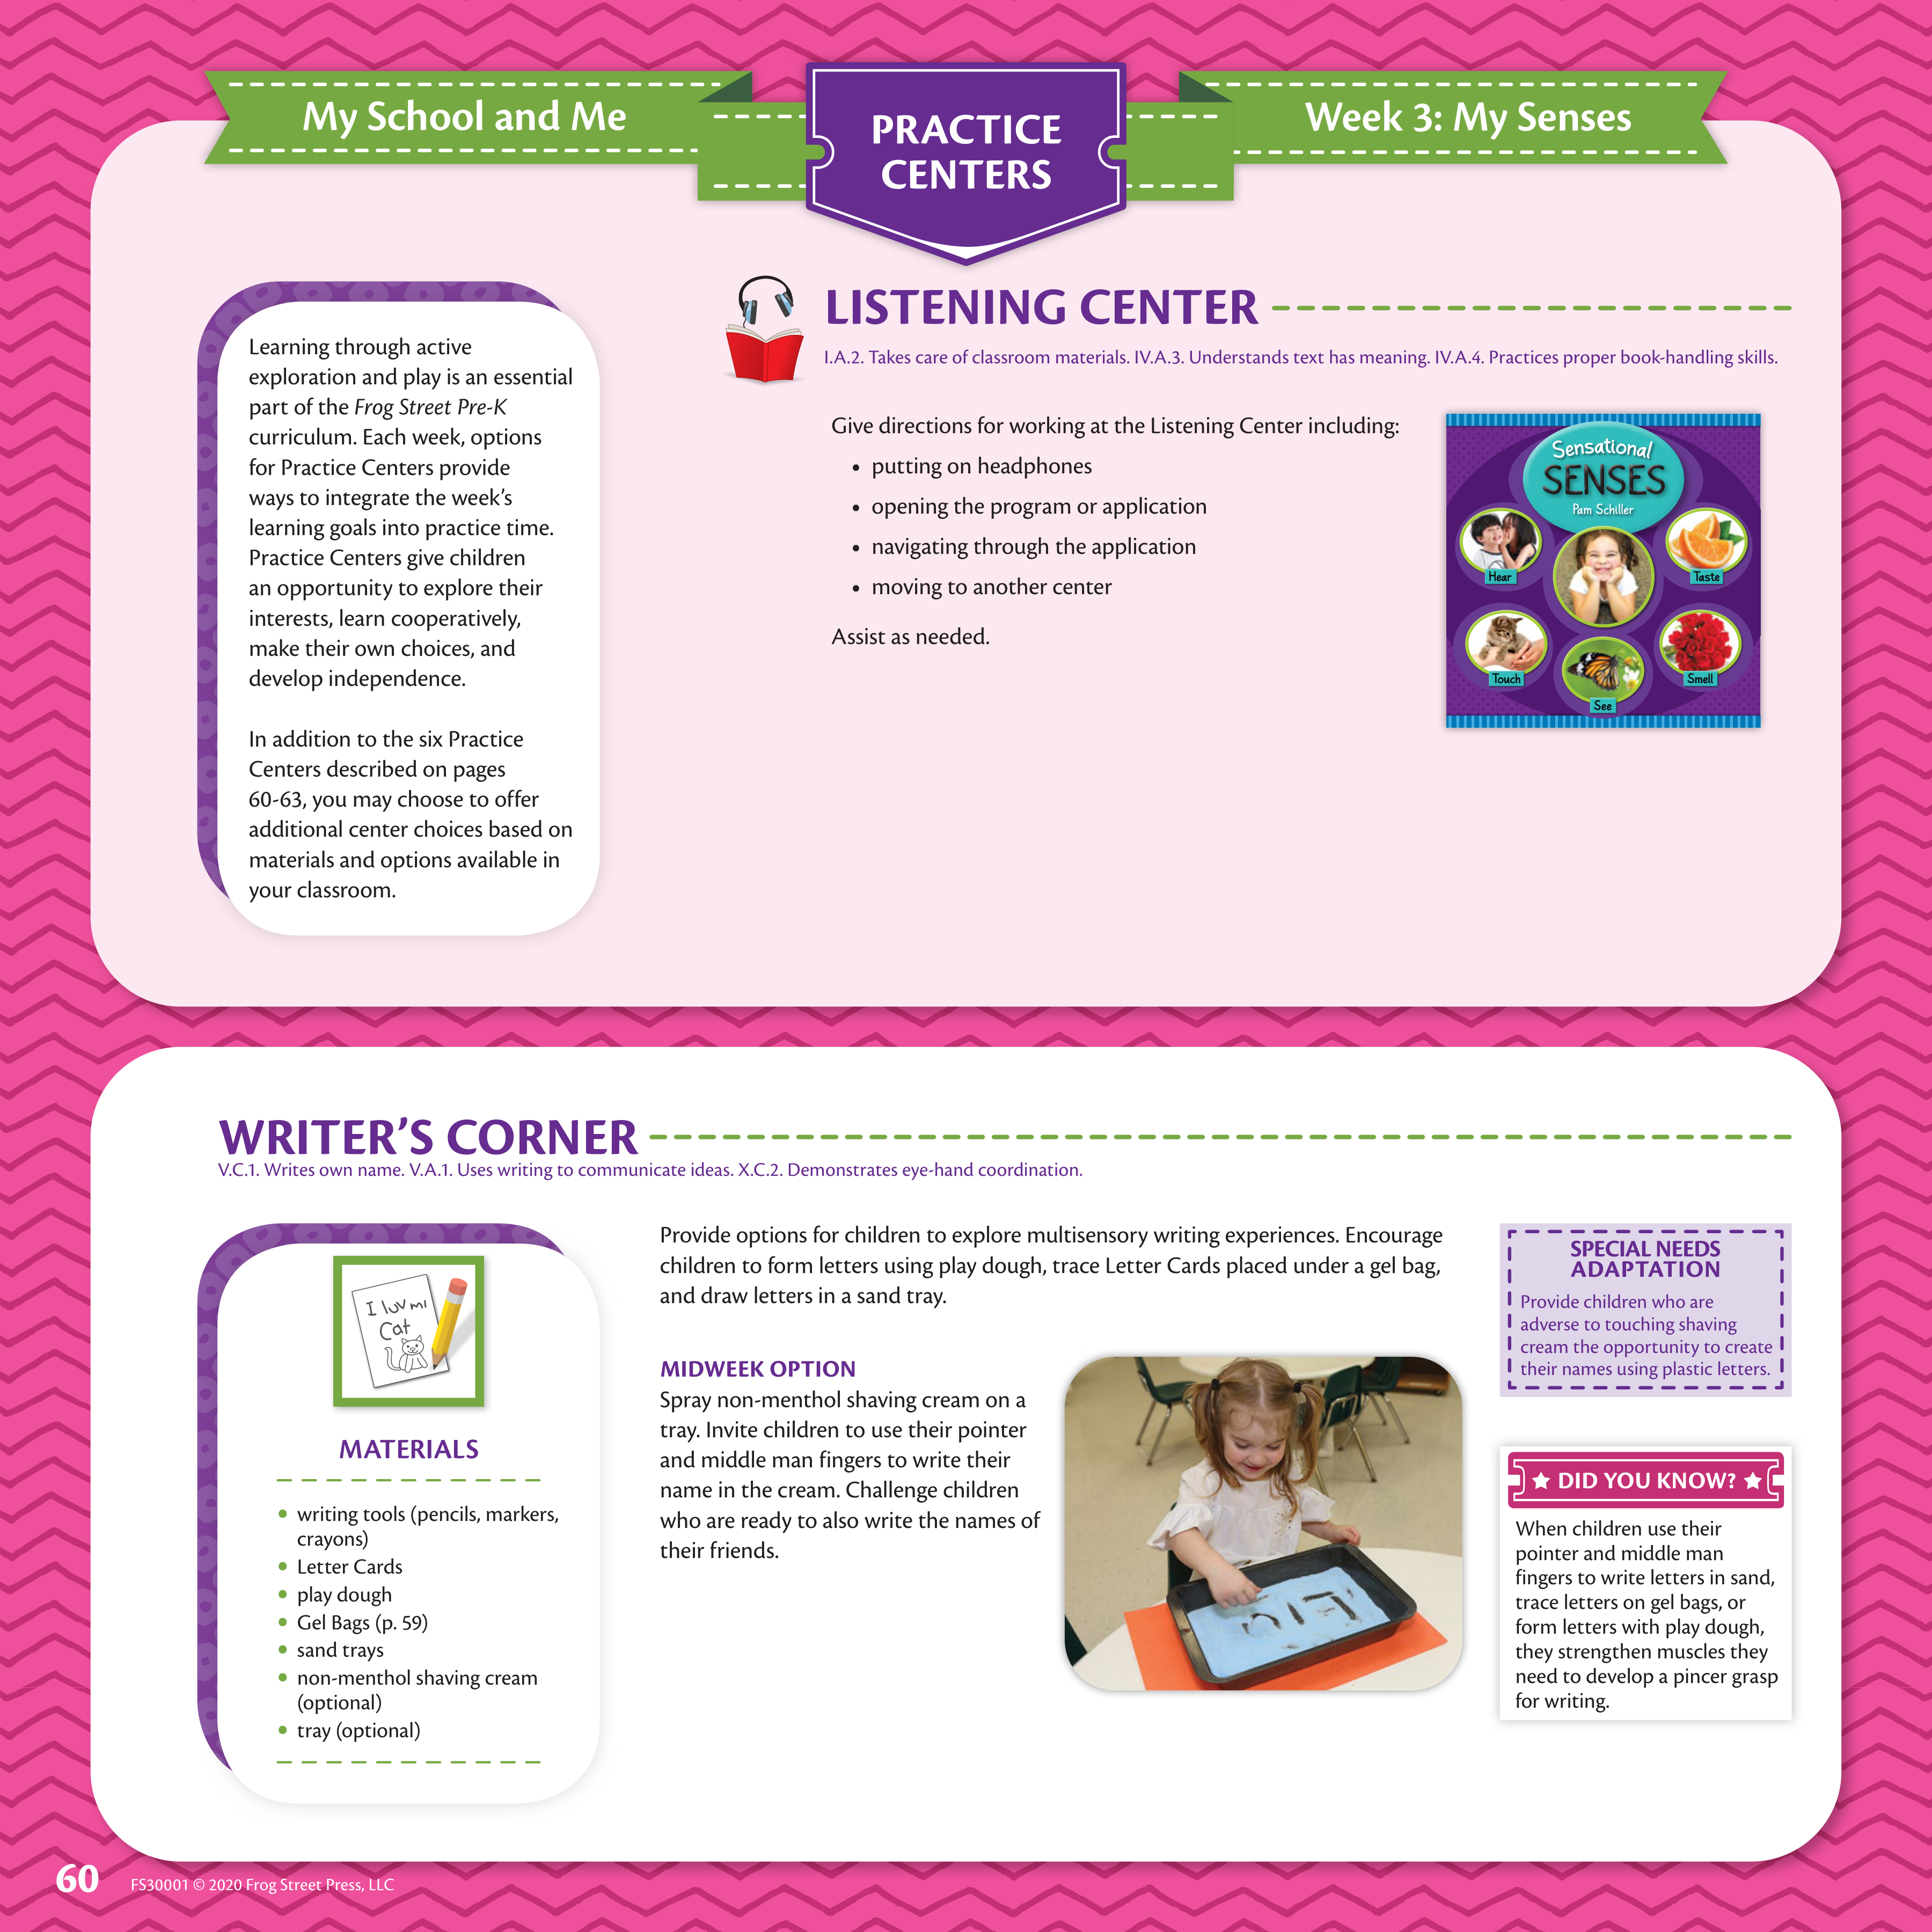 My School and Me
PRACTICE
CENTERS
Week 3: My Senses
Learning through active
exploration and play is an essential
part of the Frog Street Pre-K
curriculum. Each week, options
for Practice Centers provide
ways to integrate the week's
learning goals into practice time.
Practice Centers give children
an opportunity to explore their
interests, learn cooperatively,
make their own choices, and
develop independence.
In addition to the six Practice
Centers described on pages
60-63, you may choose to offer
additional center choices based on
materials and options available in
your classroom.
LISTENING CENTER
I.A.2. Takes care of classroom materials. IV.A.3. Understands text has meaning. IV.A.4. Practices proper book-handling skills.
Give directions for working at the Listening Center including:
• putting on headphones
• opening the program or application
• navigating through the application
• moving to another center
Assist as needed.
Sensational
SENSES
Pam Schiller
Hear
Taste
Touch
Smell
See
WRITER'S CORNER
V.C.1. Writes own name. V.A.1. Uses writing to communicate ideas. X.C.2. Demonstrates eye-hand coordination.
I luv mi
Cat
MATERIALS
• writing tools (pencils, markers,
crayons)
• Letter Cards
• play dough
• Gel Bags (p. 59)
• sand trays
• non-menthol shaving cream
(optional)
• tray (optional)
Provide options for children to explore multisensory writing experiences. Encourage
children to form letters using play dough, trace Letter Cards placed under a gel bag,
and draw letters in a sand tray.
MIDWEEK OPTION
Spray non-menthol shaving cream on a
tray. Invite children to use their pointer
and middle man fingers to write their
name in the cream. Challenge children
who are ready to also write the names of
their friends.
SPECIAL NEEDS
ADAPTATION
Provide children who are
adverse to touching shaving
cream the opportunity to create
their names using plastic letters.
DID YOU KNOW?
When children use their
pointer and middle man
fingers to write letters in sand,
trace letters on gel bags, or
form letters with play dough,
they strengthen muscles they
need to develop a pincer grasp
for writing.
60
FS30001 © 2020 Frog Street Press, LLC